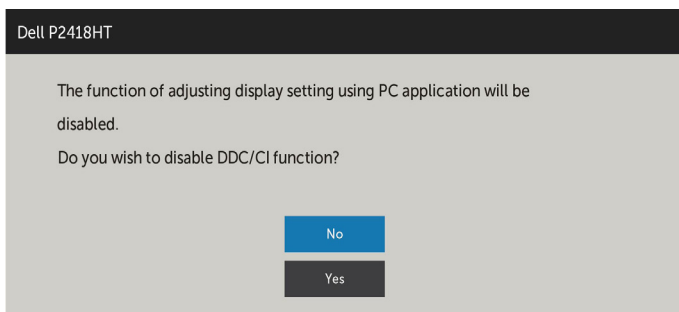 Dell P2418HT
The function of adjusting display setting using PC application will be
disabled.
Do you wish to disable DDC/CI function?
No
Yes